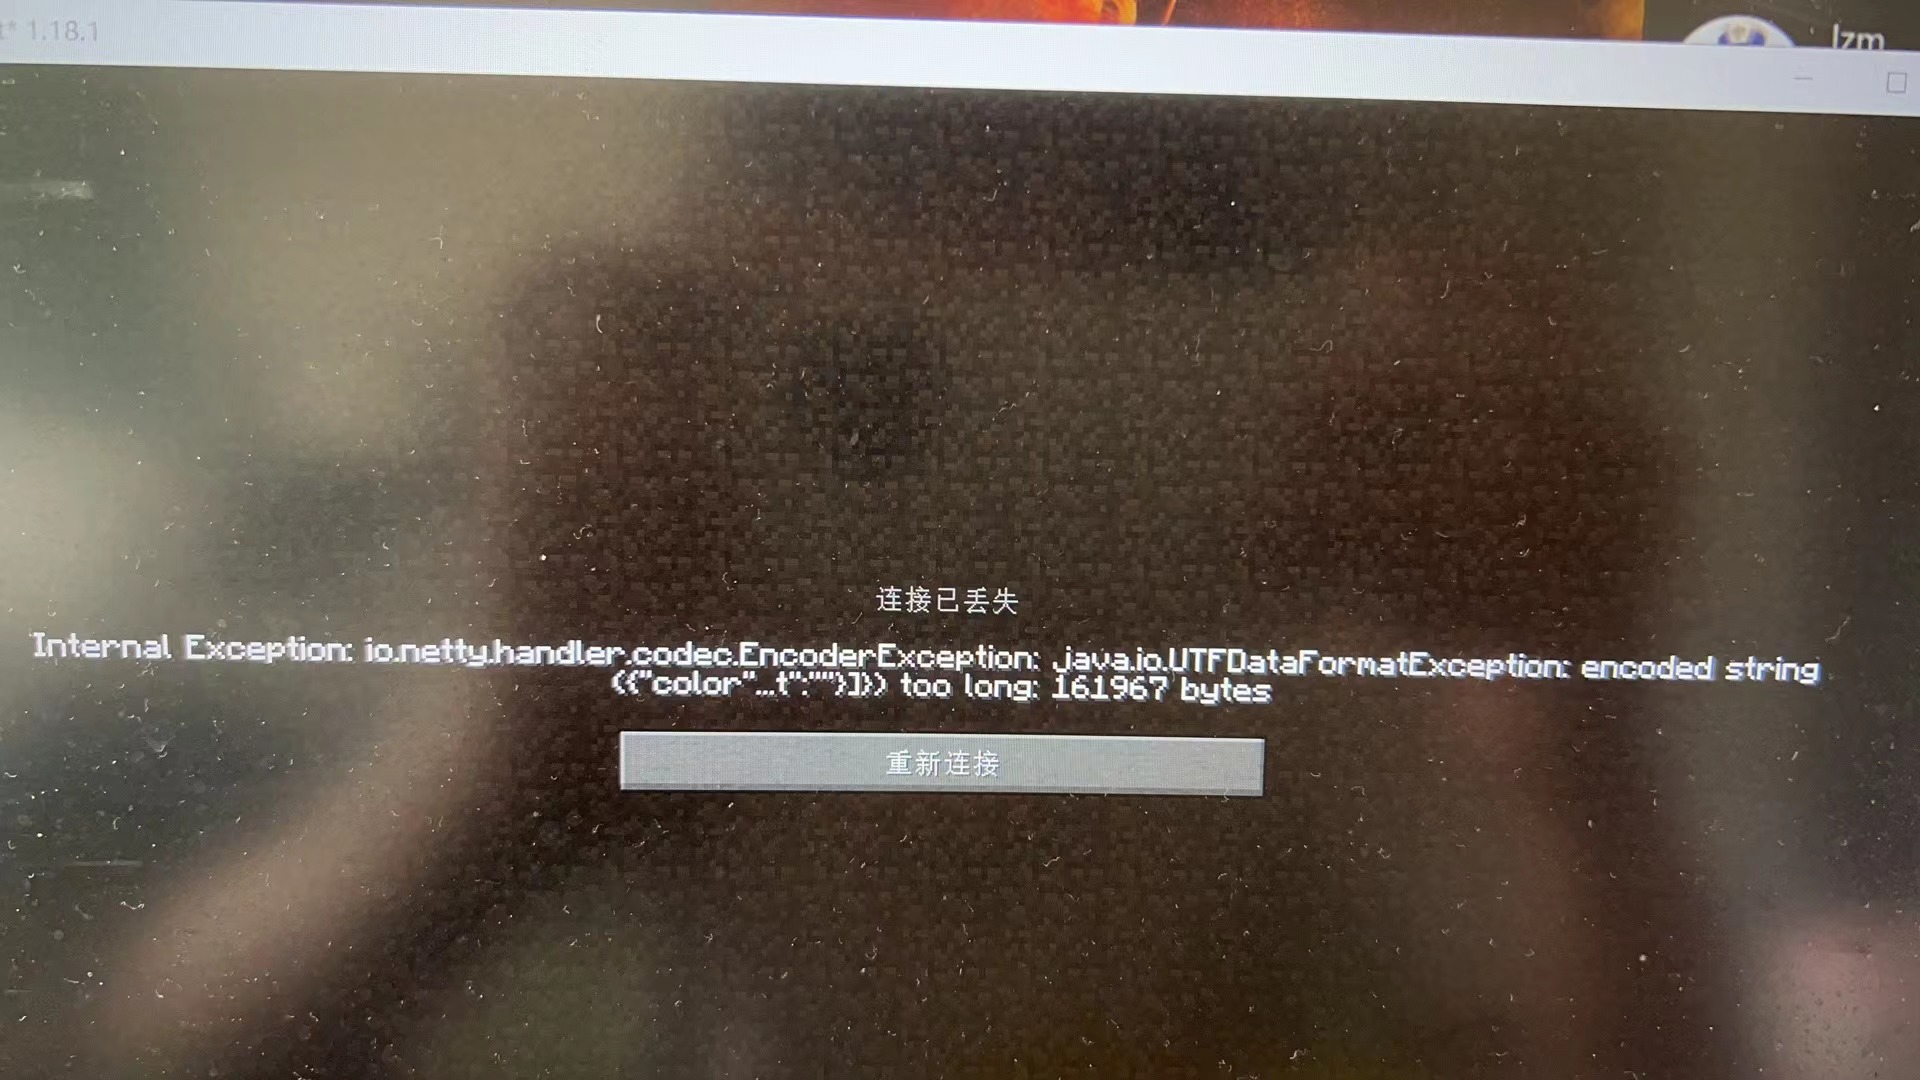 t* 1.18.1
lzm
连接已丢失
Internal Exception: io.netty.handler.codec.EncoderException: java.io.UTFDataFormatException: encoded string
({"color"...t":""}]}) too long: 161967 bytes
重新连接